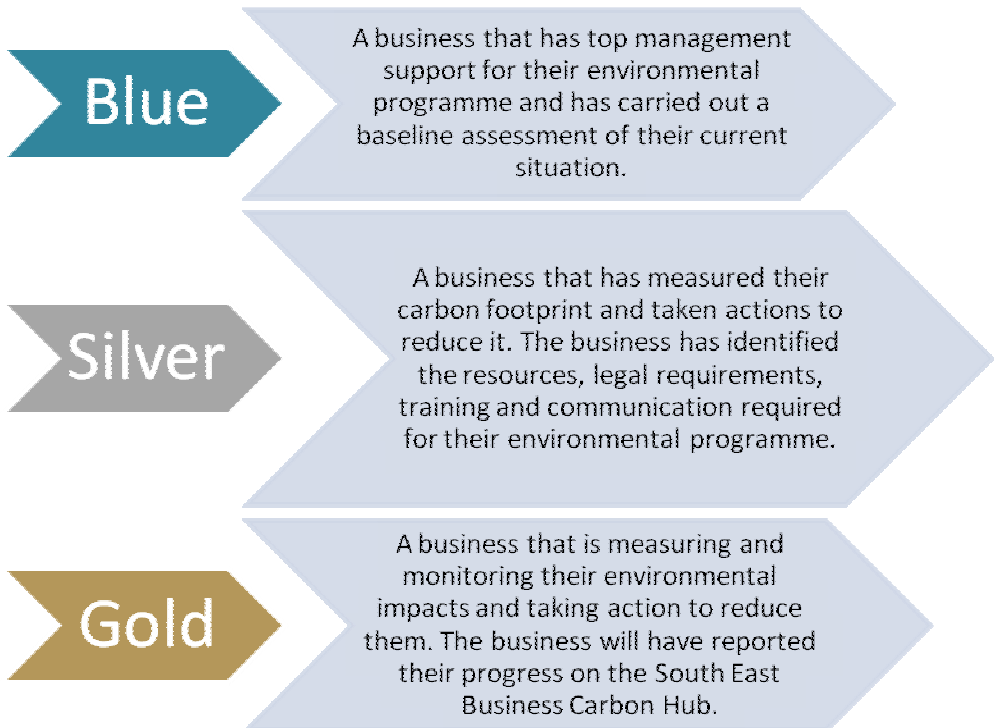 Blue
A business that has top management
support for their environmental
programme and has carried out a
baseline assessment of their current
situation.
Silver
A business that has measured their
carbon footprint and taken actions to
reduce it. The business has identified
the resources, legal requirements,
training and communication required
for their environmental programme.
Gold
A business that is measuring and
monitoring their environmental
impacts and taking action to reduce
them. The business will have reported
their progress on the South East
Business Carbon Hub.